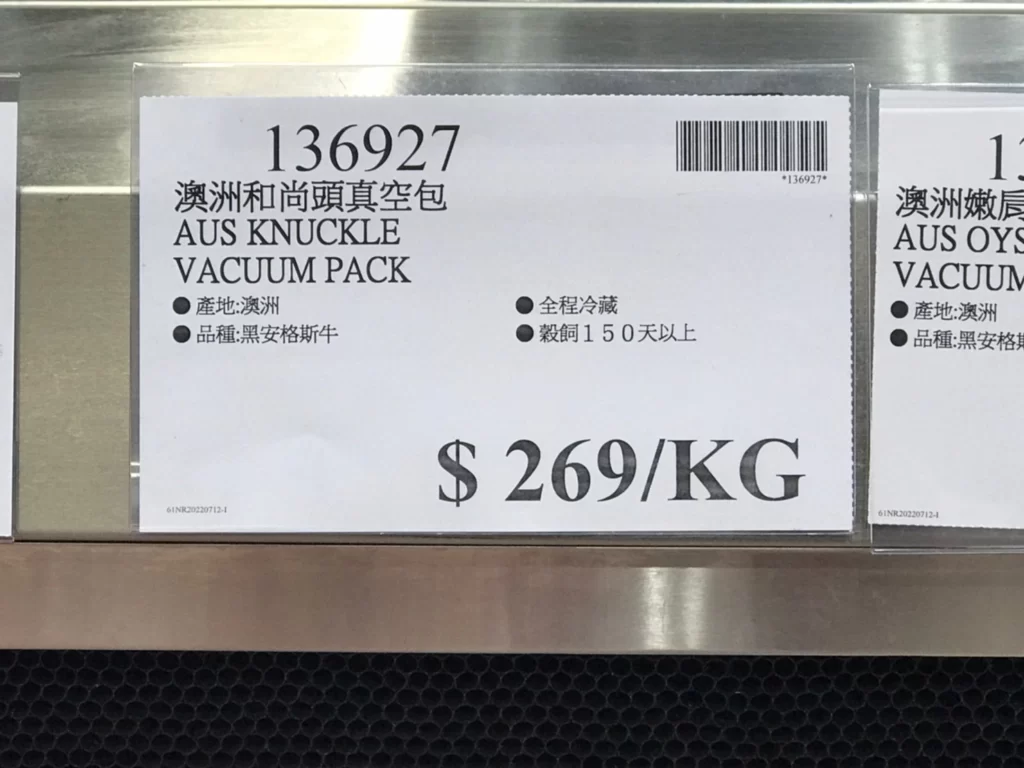 136927
*136927*
澳洲和尚頭真空包
AUS KNUCKLE
VACUUM PACK
●產地:澳洲
●全程冷藏
●品種:黑安格斯牛
●穀飼150天以上
$ 269/KG
61NR20220712-I
澳洲嫩肩
AUS OYS
VACUUM
●產地:澳洲
●品種:黑安格斯
61NR20220712-I